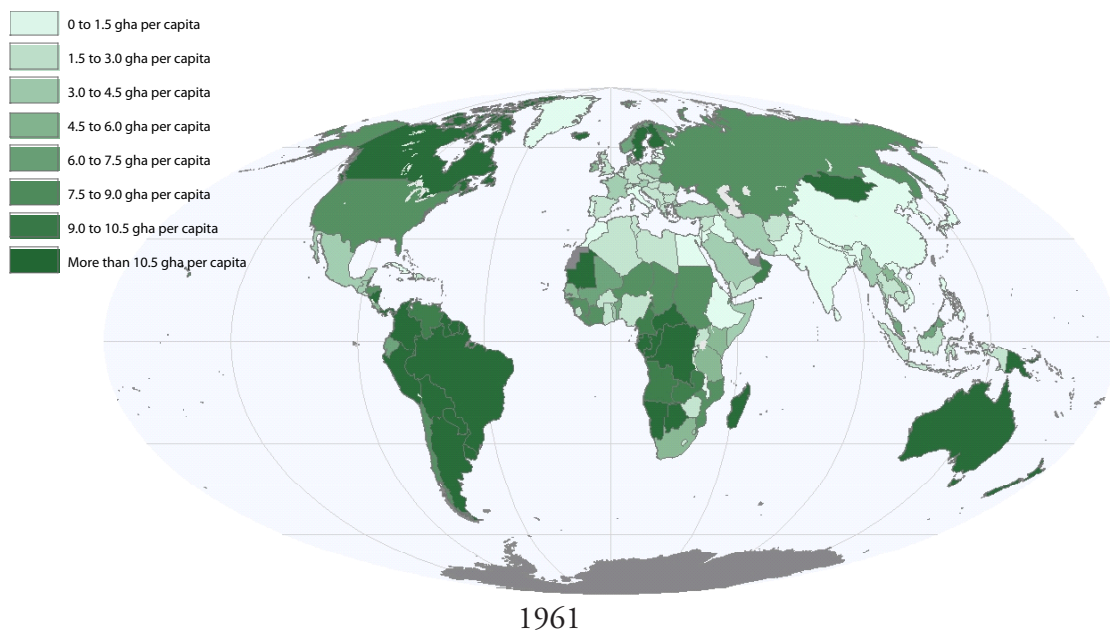 0 to 1.5 gha per capita
1.5 to 3.0 gha per capita
3.0 to 4.5 gha per capita
4.5 to 6.0 gha per capita
6.0 to 7.5 gha per capita
7.5 to 9.0 gha per capita
9.0 to 10.5 gha per capita
More than 10.5 gha per capita
1961